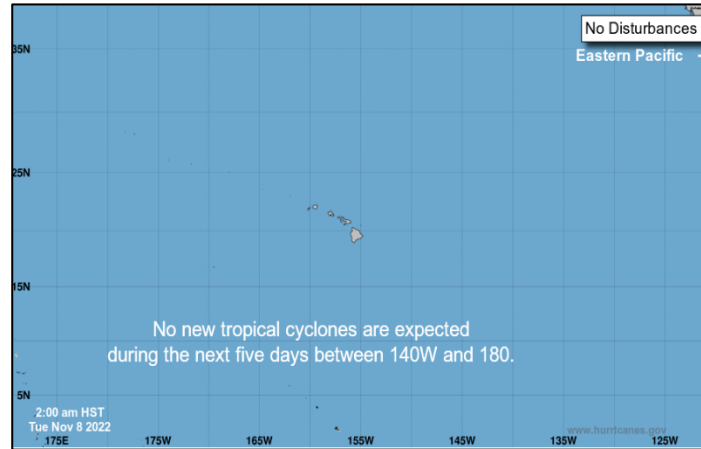 No Disturbances
Eastern Pacific
35N
25N
15N
No new tropical cyclones are expected
during the next five days between 140W and 180.
5N
2:00 am HST
Tue Nov 8 2022
www.hurricanes.gov
175E
175W
165W
155W
145W
135W
125W